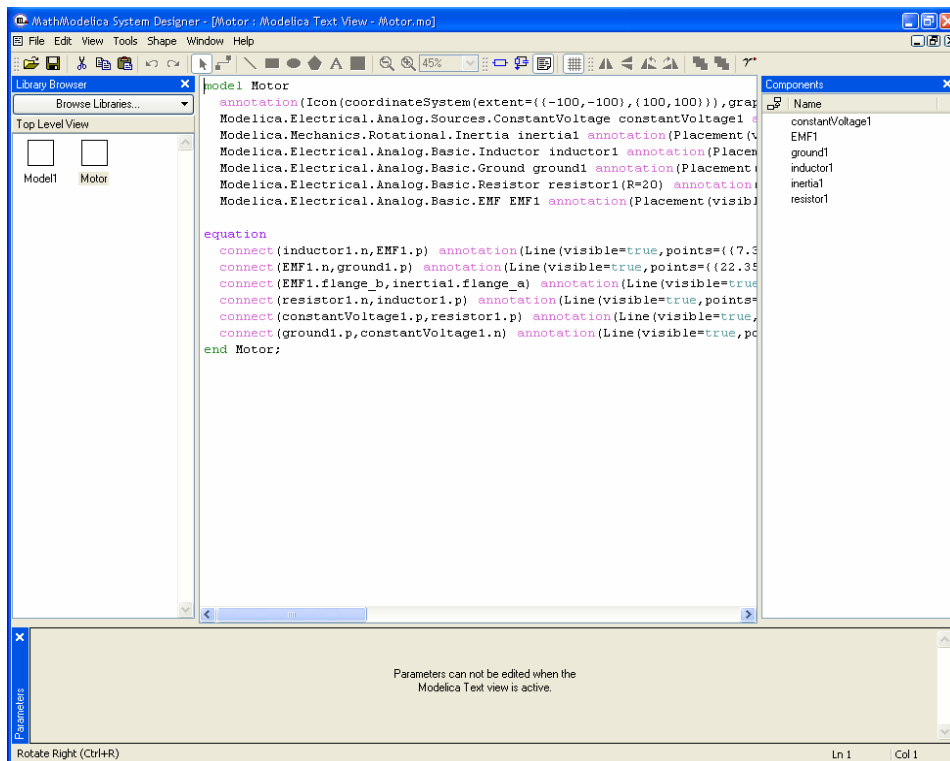 MathModelica System Designer - [Motor : Modelica Text View - Motor.mo]
File Edit View Tools Shape Window Help
45%
Library Browser
Browse Libraries...
Top Level View
Model1 Motor
model Motor
annotation(Icon(coordinateSystem(extent={{-100,-100},{100,100}}),grap
Modelica.Electrical.Analog.Sources.ConstantVoltage constantVoltage1 a
Modelica.Mechanics.Rotational.Inertia inertia1 annotation(Placement(v
Modelica.Electrical.Analog.Basic.Inductor inductor1 annotation(Placem
Modelica.Electrical.Analog.Basic.Ground ground1 annotation(Placement
Modelica.Electrical.Analog.Basic.Resistor resistor1(R=20) annotation
Modelica.Electrical.Analog.Basic.EMF EMF1 annotation(Placement(visibl
equation
connect(inductor1.n,EMF1.p) annotation(Line(visible=true,points={{7.3
connect(EMF1.n,ground1.p) annotation(Line(visible=true,points={{22.35
connect(EMF1.flange_b,inertia1.flange_a) annotation(Line(visible=true
connect(resistor1.n,inductor1.p) annotation(Line(visible=true,points=
connect(constantVoltage1.p,resistor1.p) annotation(Line(visible=true,
connect(ground1.p,constantVoltage1.n) annotation(Line(visible=true,po
end Motor;
Components
Name
constantVoltage1
EMF1
ground1
inductor1
inertia1
resistor1
Parameters
Parameters can not be edited when the
Modelica Text view is active.
Rotate Right (Ctrl+R)
Ln 1 Col 1